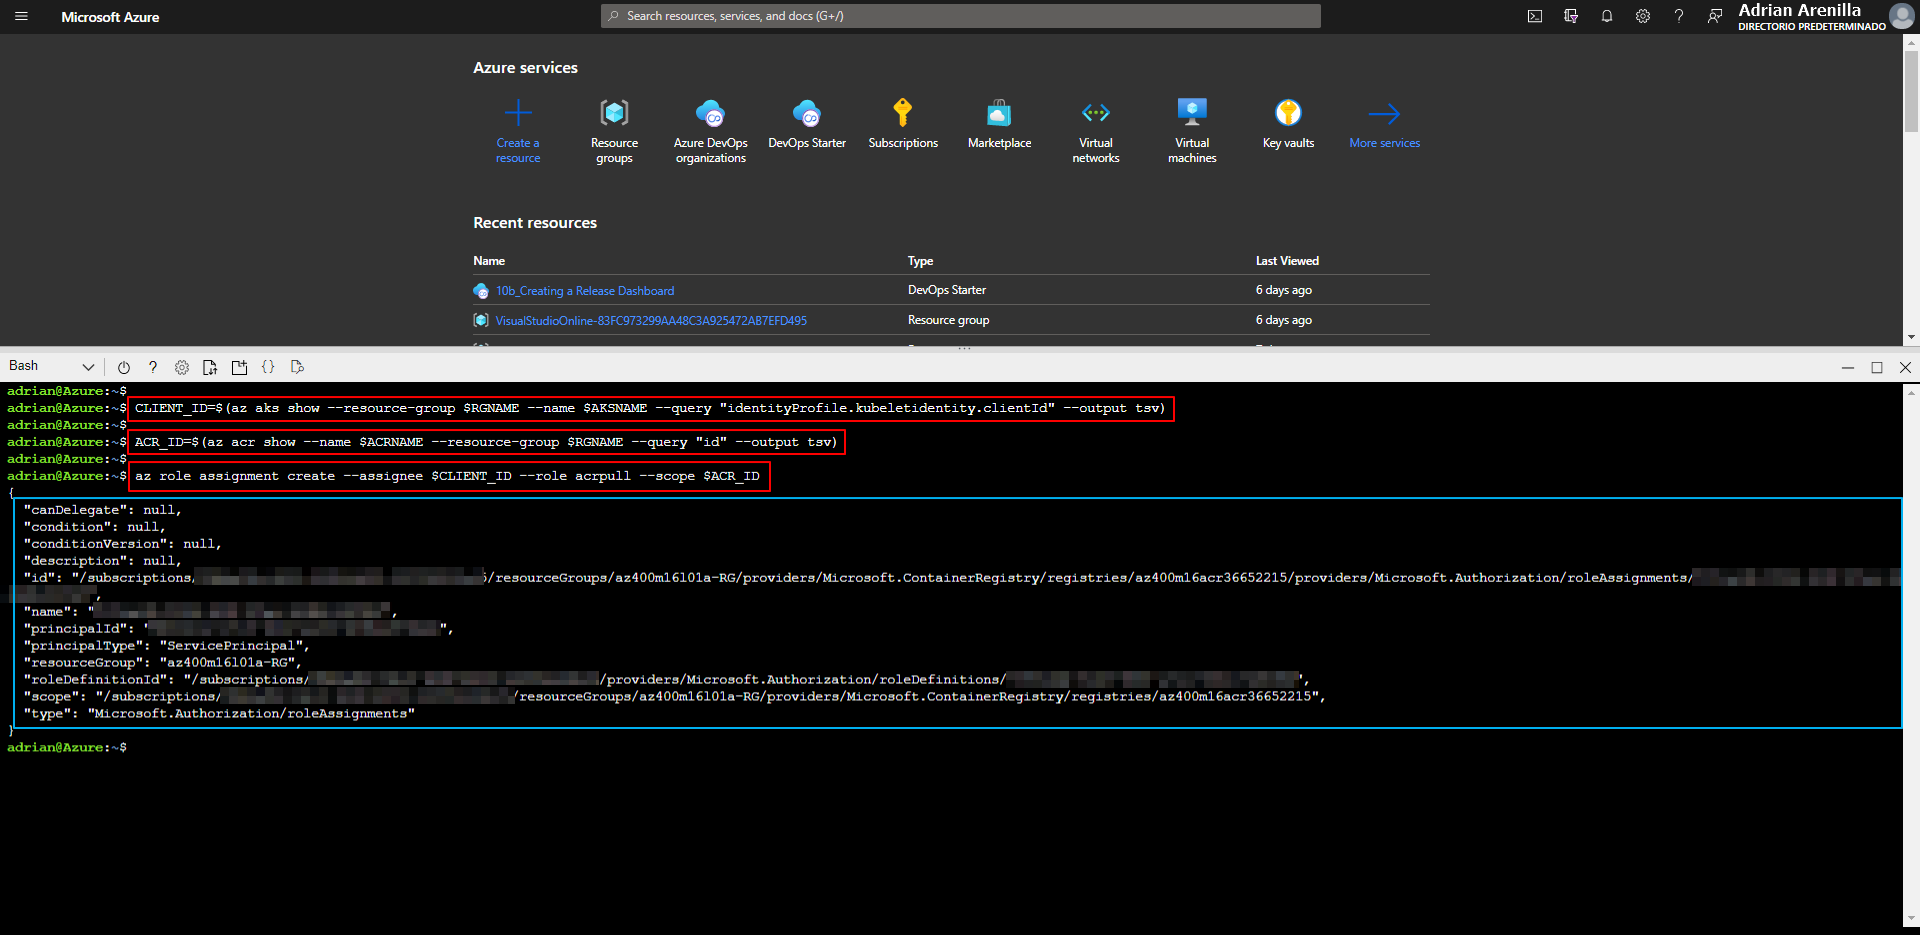 Microsoft Azure
Search resources, services, and docs (G+/)
Adrian Arenilla
DIRECTORIO PREDETERMINADO
Azure services
Create a resource
Resource groups
Azure DevOps organizations
DevOps Starter
Subscriptions
Marketplace
Virtual networks
Virtual machines
Key vaults
More services
Recent resources
Name Type Last Viewed
10b_Creating a Release Dashboard DevOps Starter 6 days ago
VisualStudioOnline-83FC973299AA48C3A925472AB7EFD495 Resource group 6 days ago
Bash
adrian@Azure:~$
adrian@Azure:~$ CLIENT_ID=$(az aks show --resource-group $RGNAME --name $AKSNAME --query "identityProfile.kubeletidentity.clientId" --output tsv)
adrian@Azure:~$
adrian@Azure:~$ ACR_ID=$(az acr show --name $ACRNAME --resource-group $RGNAME --query "id" --output tsv)
adrian@Azure:~$
adrian@Azure:~$ az role assignment create --assignee $CLIENT_ID --role acrpull --scope $ACR_ID
{
"canDelegate": null,
"condition": null,
"conditionVersion": null,
"description": null,
"id": "/subscriptions/ /resourceGroups/az400m16l01a-RG/providers/Microsoft.ContainerRegistry/registries/az400m16acr36652215/providers/Microsoft.Authorization/roleAssignments/
",
"name": " ",
"principalId": " ",
"principalType": "ServicePrincipal",
"resourceGroup": "az400m16l01a-RG",
"roleDefinitionId": "/subscriptions/ /providers/Microsoft.Authorization/roleDefinitions/ ",
"scope": "/subscriptions/ /resourceGroups/az400m16l01a-RG/providers/Microsoft.ContainerRegistry/registries/az400m16acr36652215",
"type": "Microsoft.Authorization/roleAssignments"
}
adrian@Azure:~$